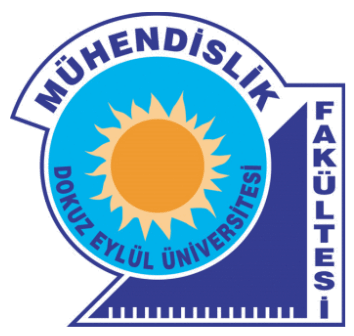 MÜHENDİSLİK
FAKÜLTESİ
DOKUZ EYLÜL ÜNİVERSİTESİ